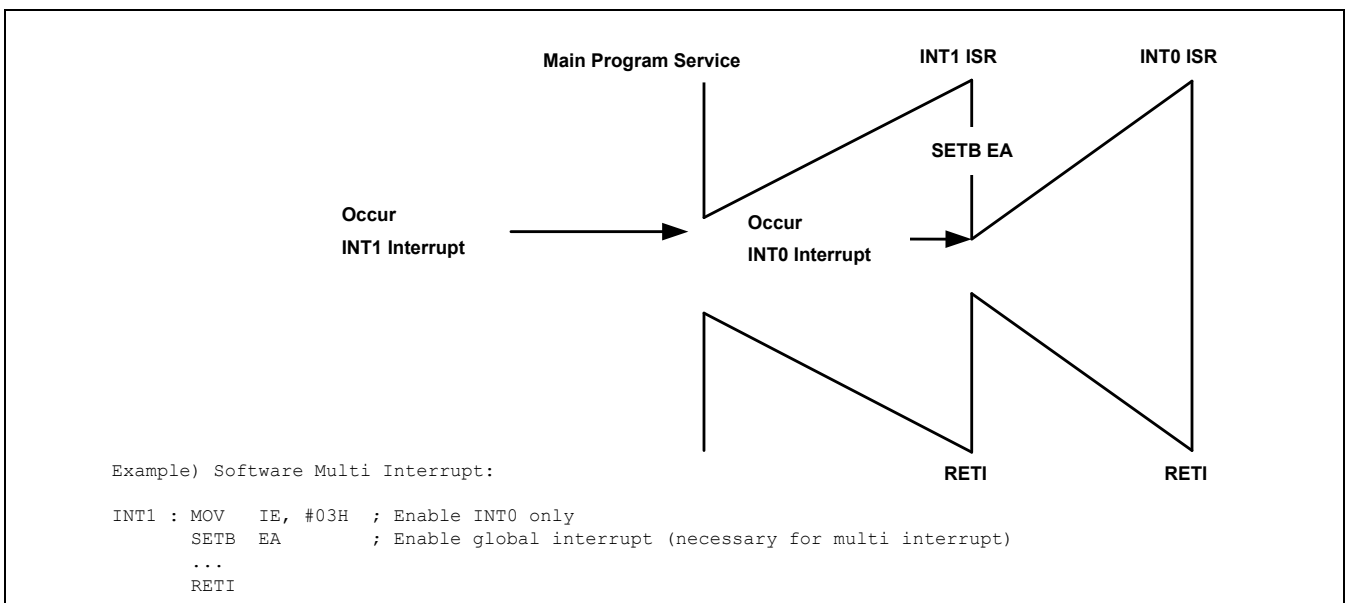 Main Program Service
INT1 ISR
INT0 ISR
SETB EA
Occur
INT1 Interrupt
Occur
INT0 Interrupt
RETI
RETI
Example) Software Multi Interrupt:
INT1 : MOV   IE, #03H  ; Enable INT0 only
       SETB  EA        ; Enable global interrupt (necessary for multi interrupt)
       ...
       RETI